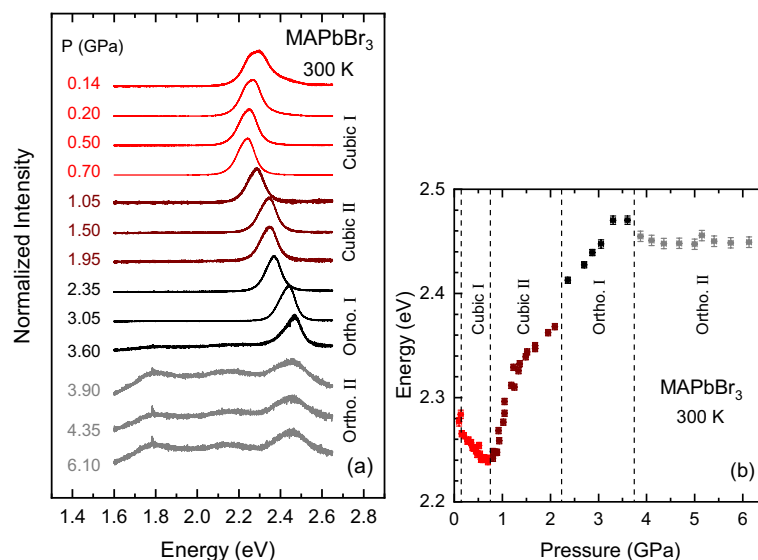 P (GPa)
MAPbBr₃
300 K
0.14
0.20
0.50
0.70
1.05
1.50
1.95
2.35
3.05
3.60
3.90
4.35
6.10
Cubic I
Cubic II
Ortho. I
Ortho. II
(a)
Normalized Intensity
1.4 1.6 1.8 2.0 2.2 2.4 2.6 2.8
Energy (eV)
2.5
2.4
2.3
2.2
Energy (eV)
Cubic I
Cubic II
Ortho. I
Ortho. II
MAPbBr₃
300 K
(b)
0 1 2 3 4 5 6
Pressure (GPa)